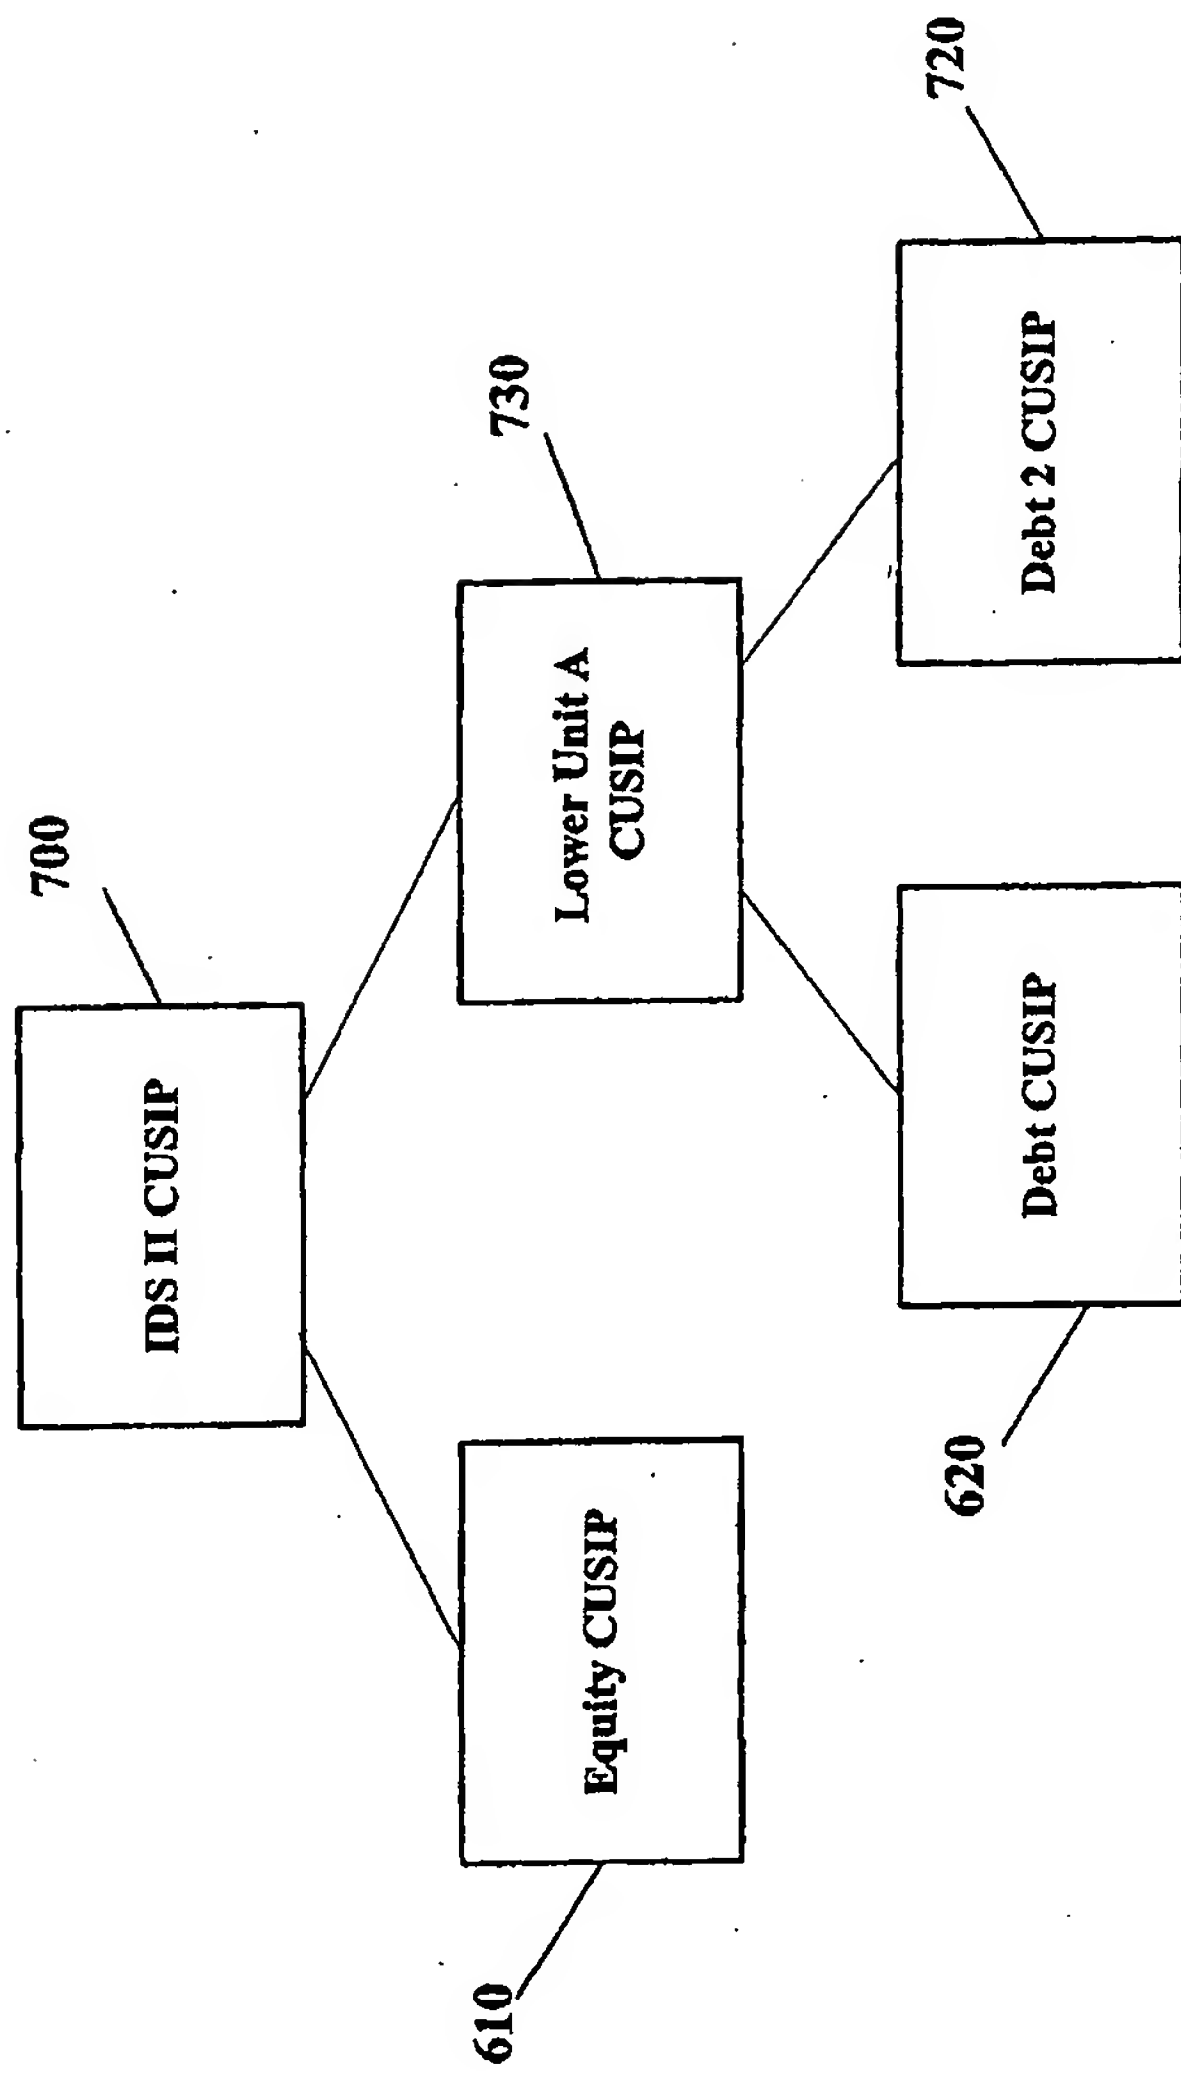 700
IDS II CUSIP
730
610
Equity CUSIP
Lower Unit A
CUSIP
720
620
Debt CUSIP
Debt 2 CUSIP